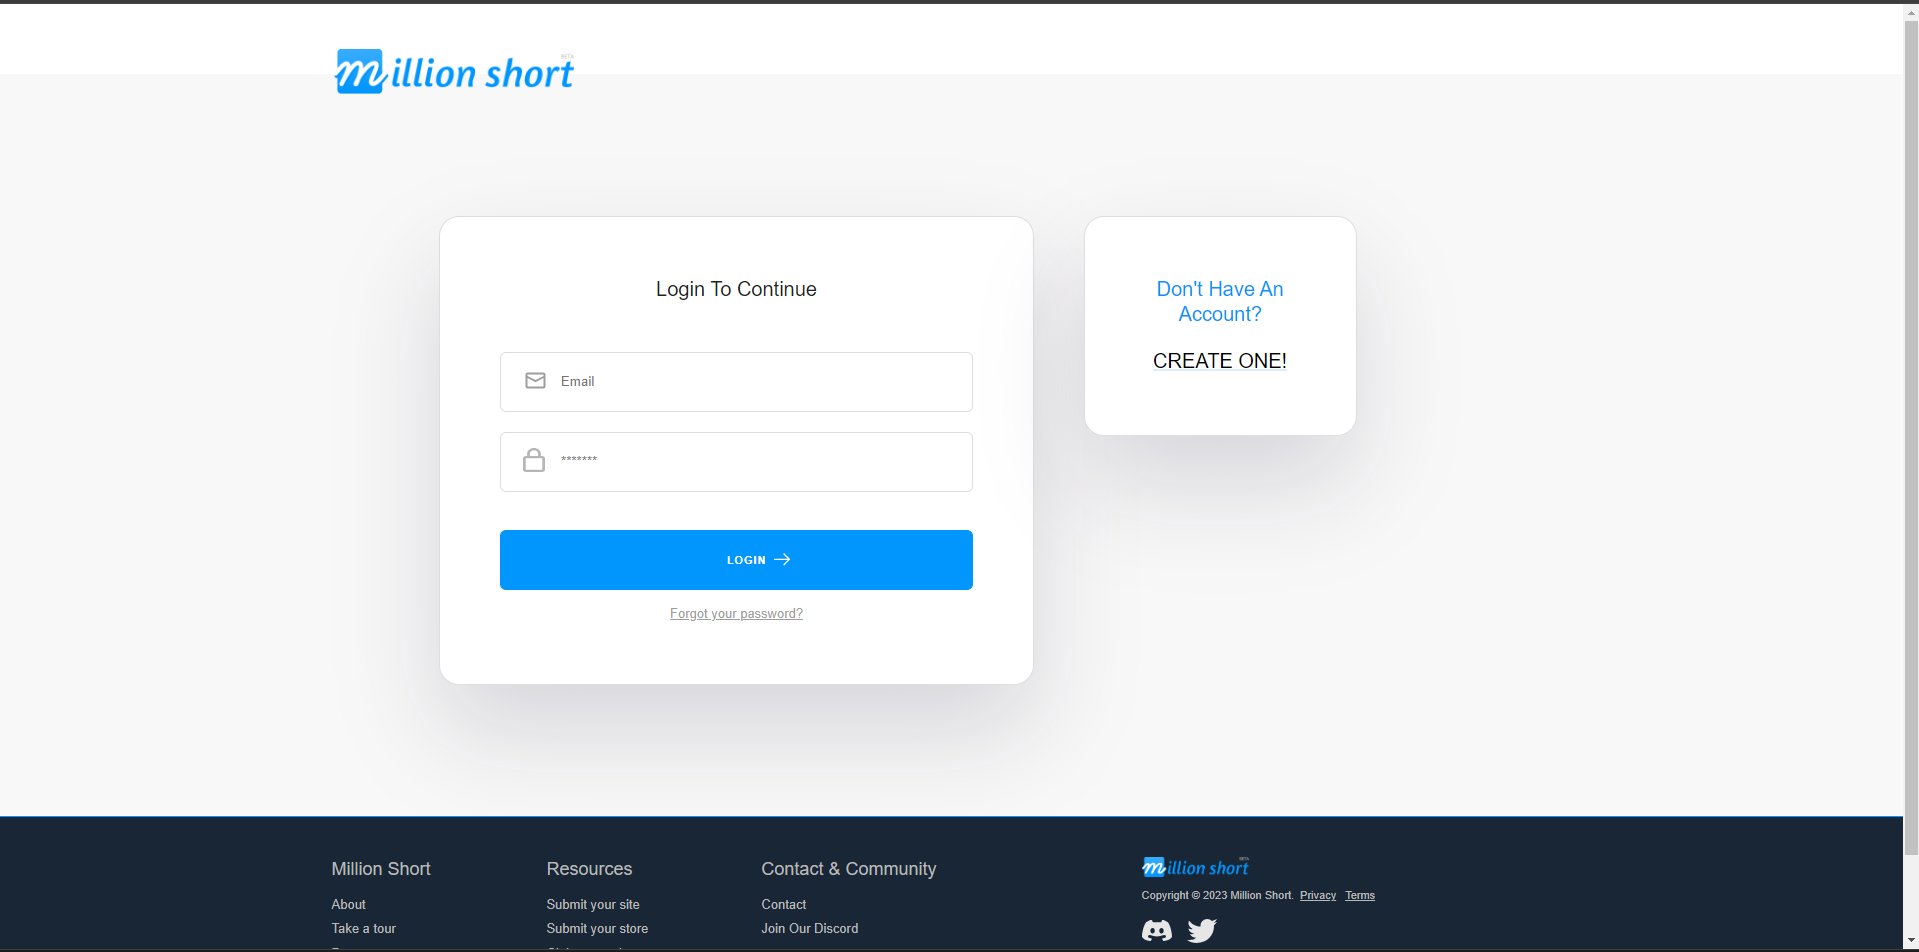 million short BETA
Login To Continue
Email
*******
LOGIN
Forgot your password?
Don't Have An
Account?
CREATE ONE!
Million Short
About
Take a tour
Resources
Submit your site
Submit your store
Contact & Community
Contact
Join Our Discord
million short BETA
Copyright © 2023 Million Short. Privacy Terms